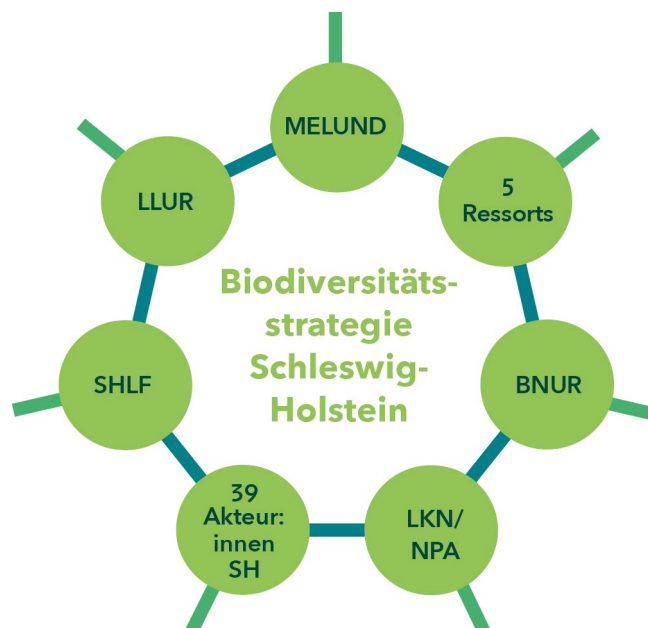 MELUND
5
Ressorts
BNUR
LKN/
NPA
39
Akteur:
innen
SH
SHLF
LLUR
Biodiversitäts-
strategie
Schleswig-
Holstein